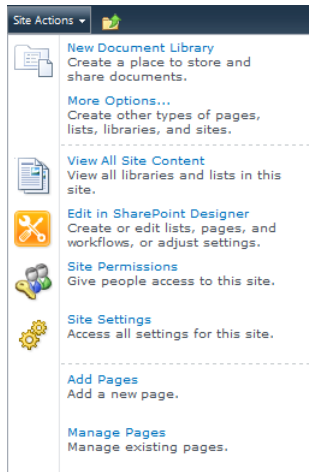 Site Actions
New Document Library
Create a place to store and
share documents.
More Options...
Create other types of pages,
lists, libraries, and sites.
View All Site Content
View all libraries and lists in this
site.
Edit in SharePoint Designer
Create or edit lists, pages, and
workflows, or adjust settings.
Site Permissions
Give people access to this site.
Site Settings
Access all settings for this site.
Add Pages
Add a new page.
Manage Pages
Manage existing pages.